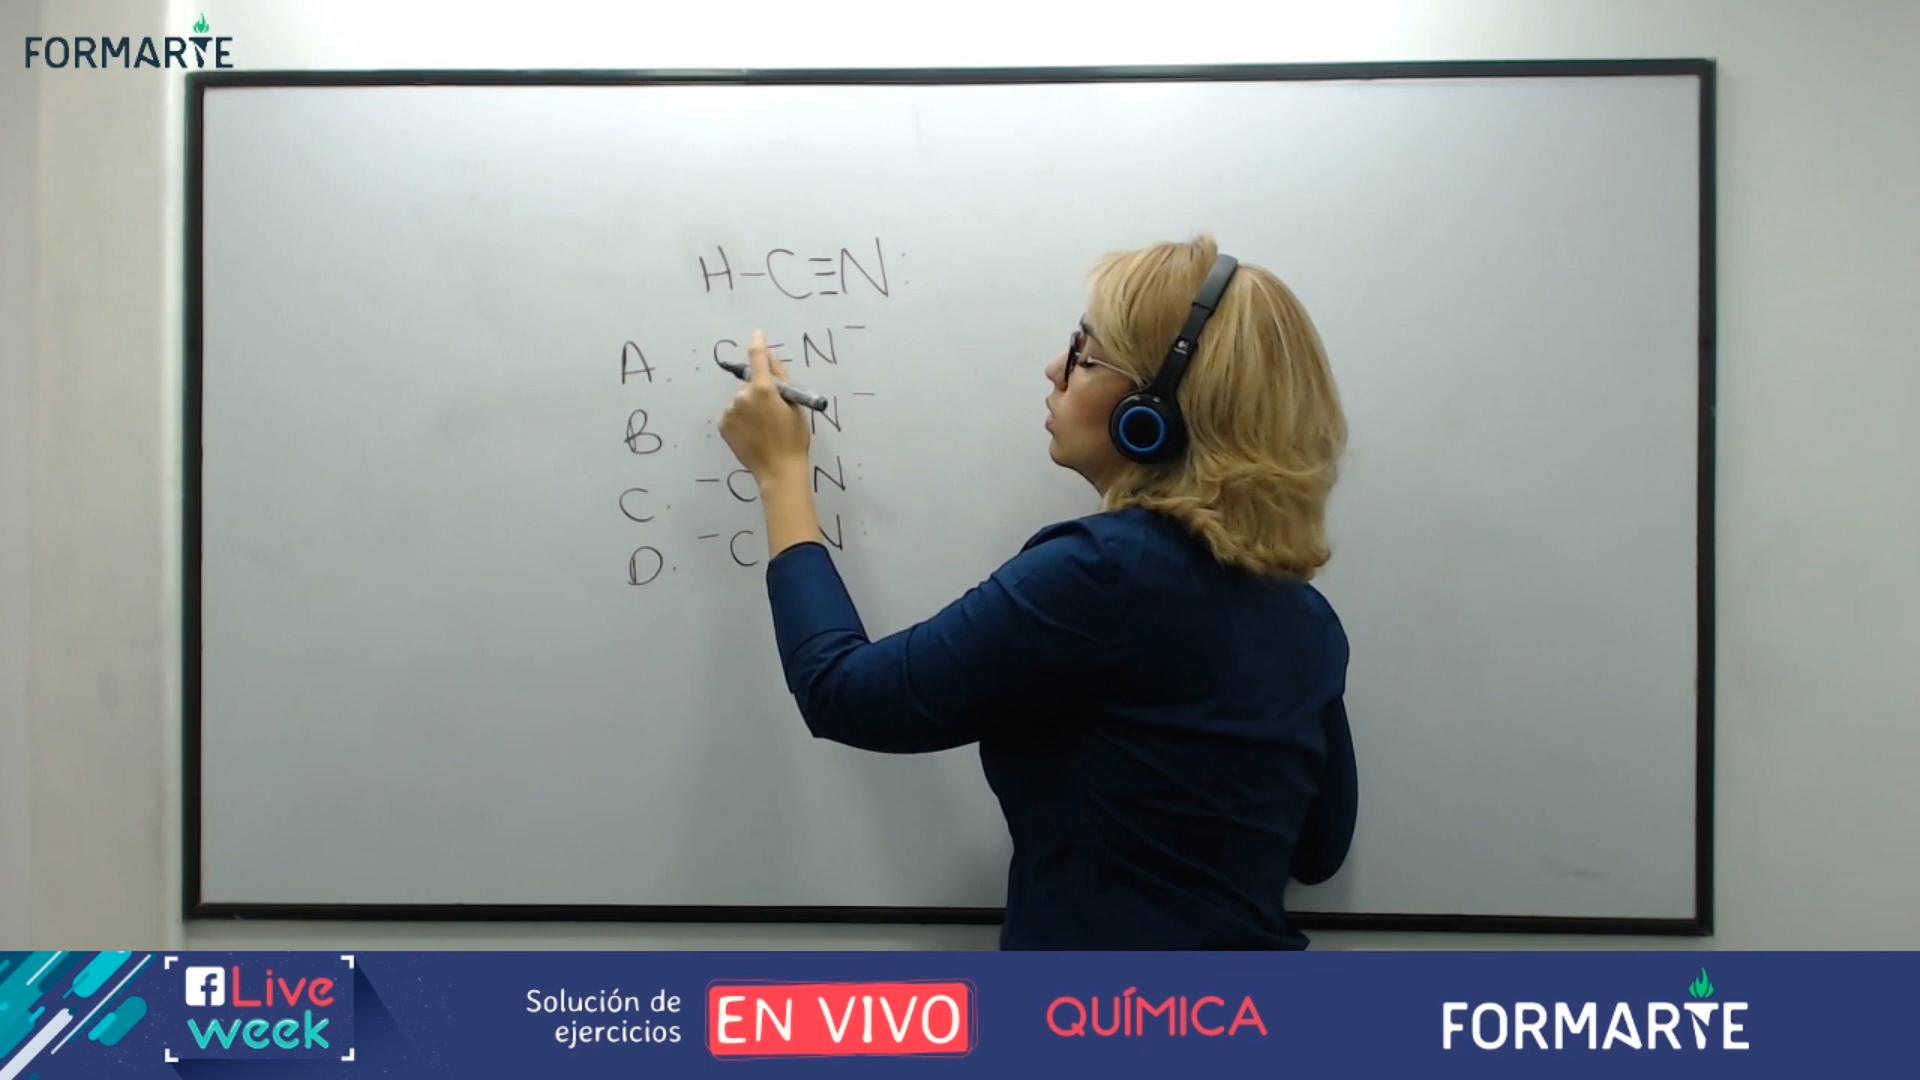 FORMARTE
H-C≡N:
A. :C=N⁻
B. : N⁻
C. -C N:
D. -C N:
Live
week
Solución de
ejercicios
EN VIVO
QUÍMICA
FORMARTE